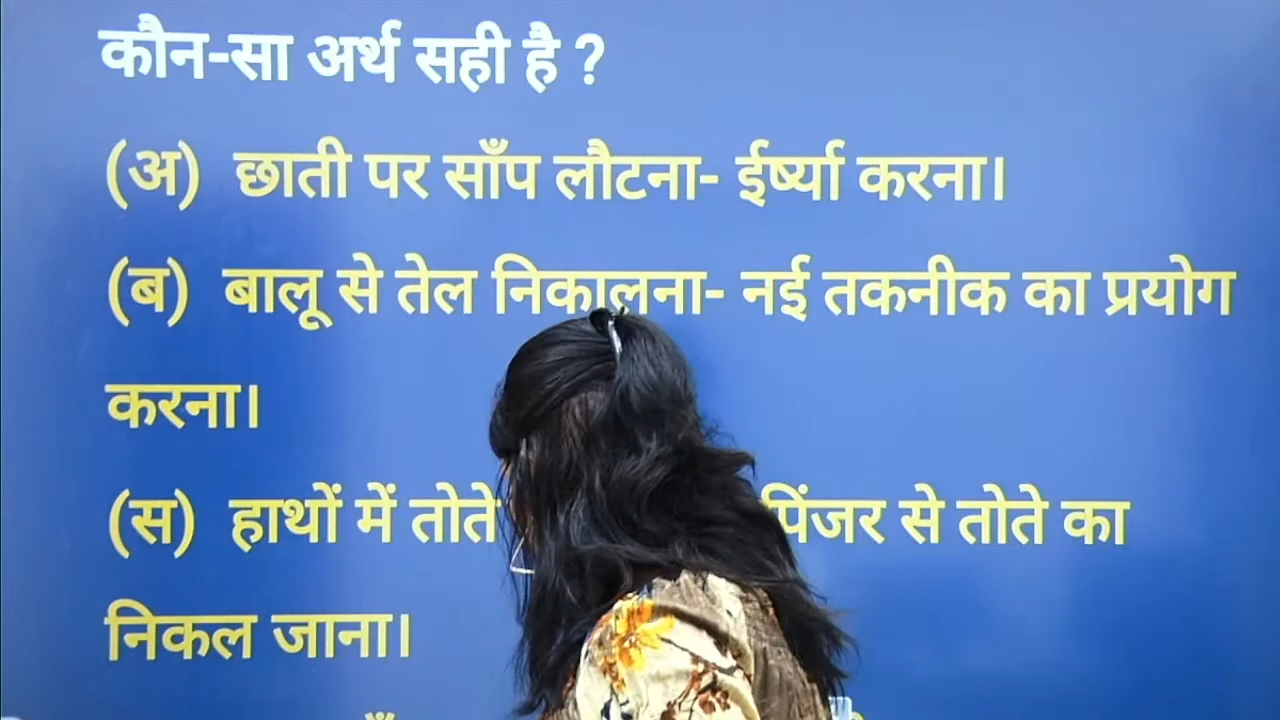 कौन-सा अर्थ सही है ?
(अ) छाती पर साँप लौटना- ईर्ष्या करना।
(ब) बालू से तेल निकालना- नई तकनीक का प्रयोग
करना।
(स) हाथों में तोते पिंजर से तोते का
निकल जाना।